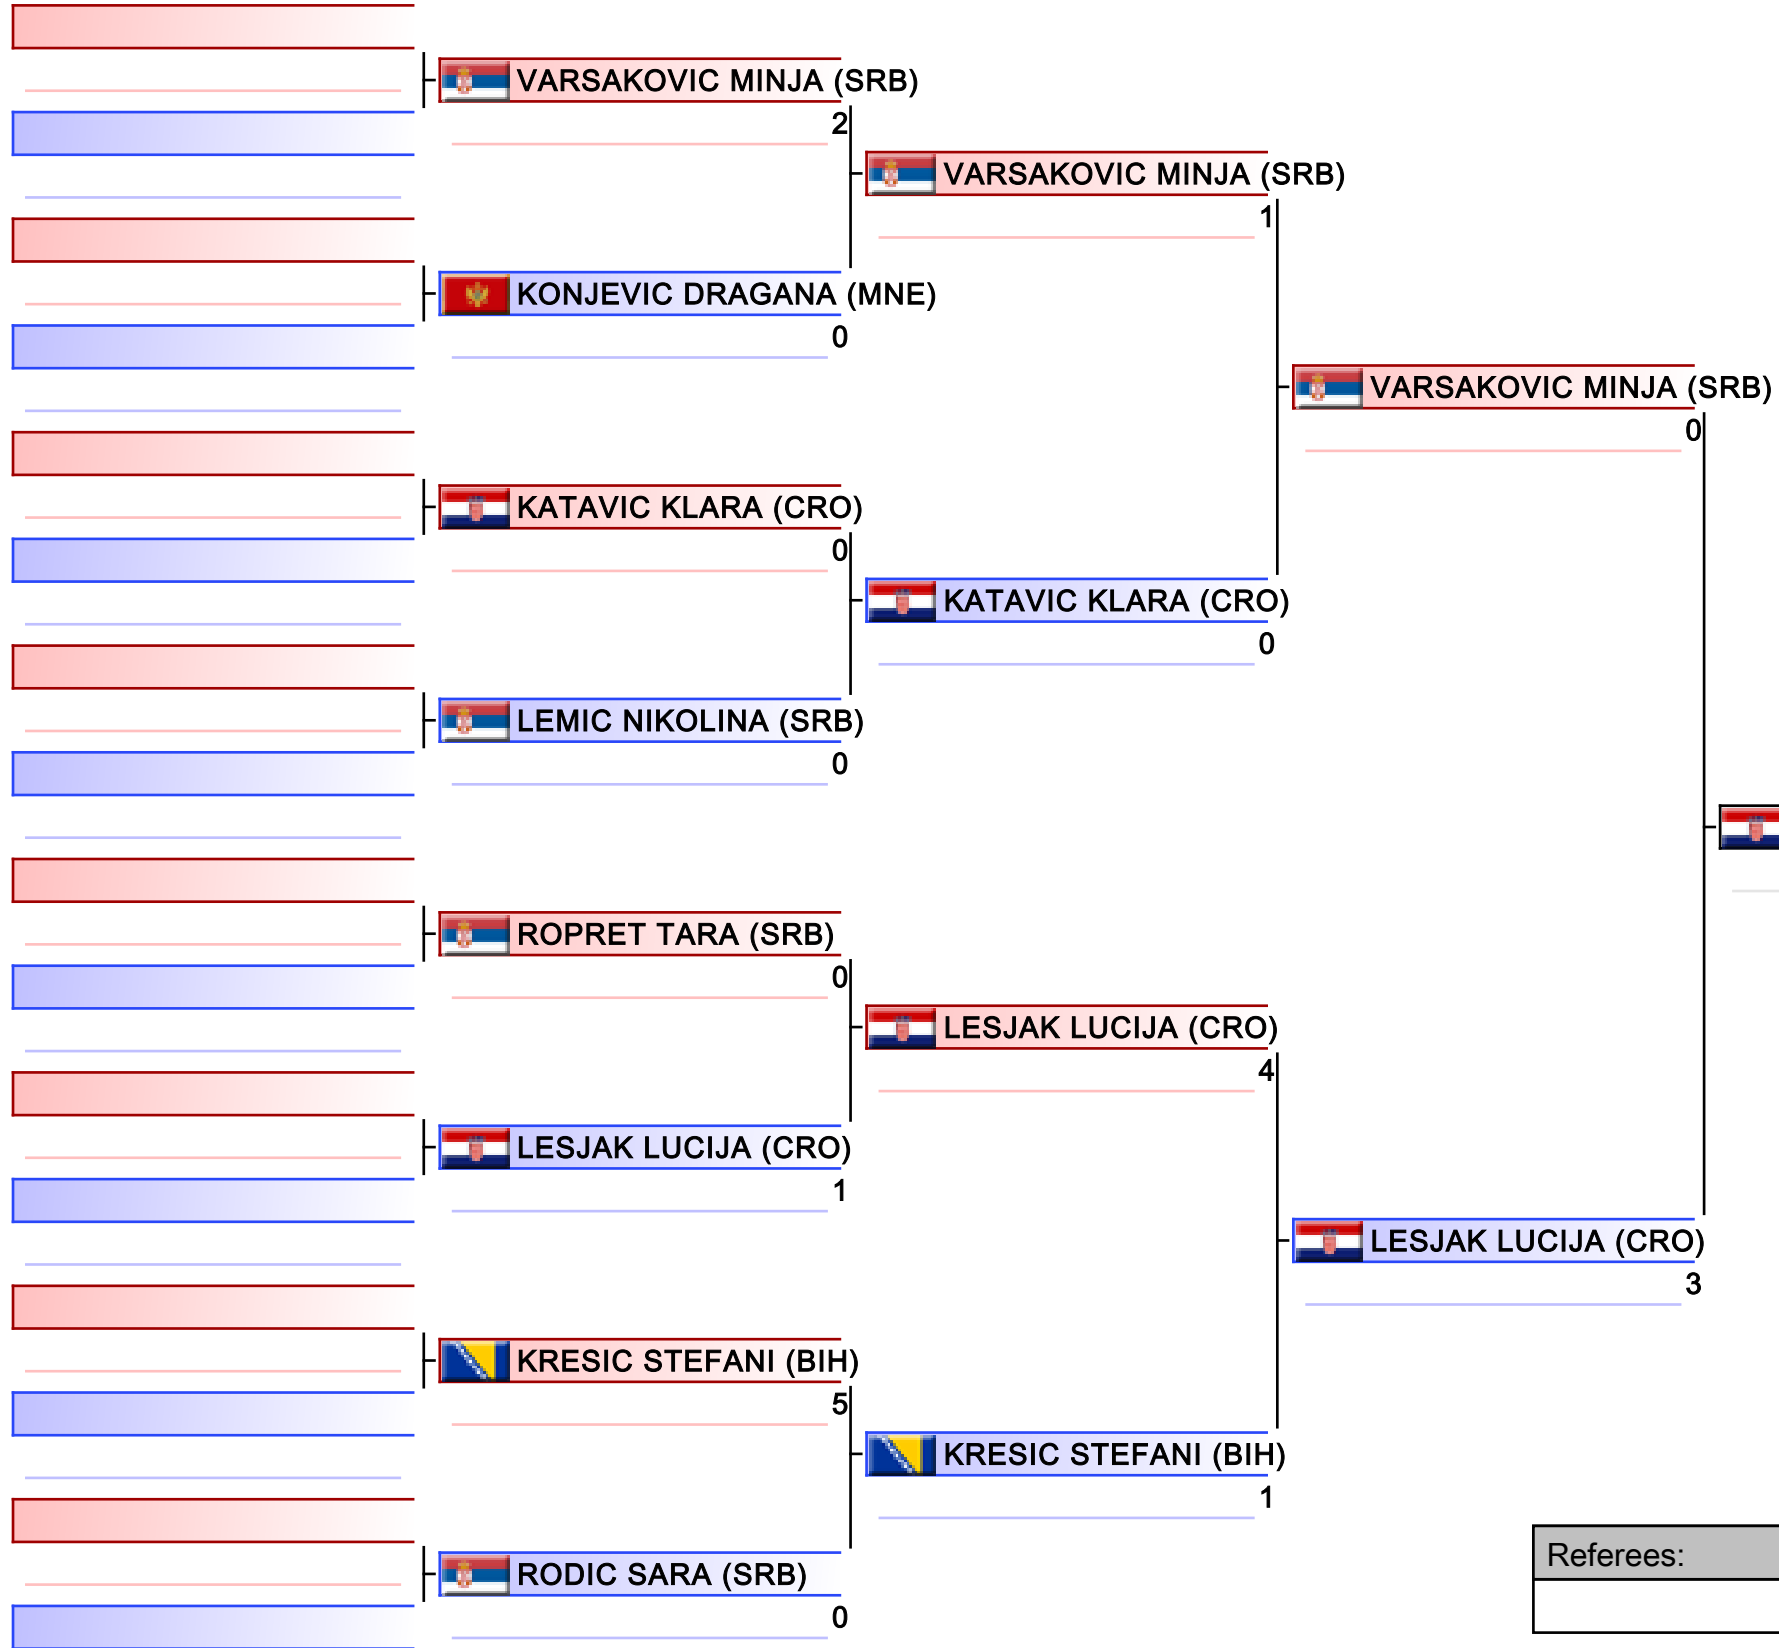 VARSAKOVIC MINJA (SRB)
2
VARSAKOVIC MINJA (SRB)
1
KONJEVIC DRAGANA (MNE)
0
VARSAKOVIC MINJA (SRB)
0
KATAVIC KLARA (CRO)
0
KATAVIC KLARA (CRO)
0
LEMIC NIKOLINA (SRB)
0
ROPRET TARA (SRB)
0
LESJAK LUCIJA (CRO)
4
LESJAK LUCIJA (CRO)
1
LESJAK LUCIJA (CRO)
3
KRESIC STEFANI (BIH)
5
KRESIC STEFANI (BIH)
1
RODIC SARA (SRB)
0
Referees: